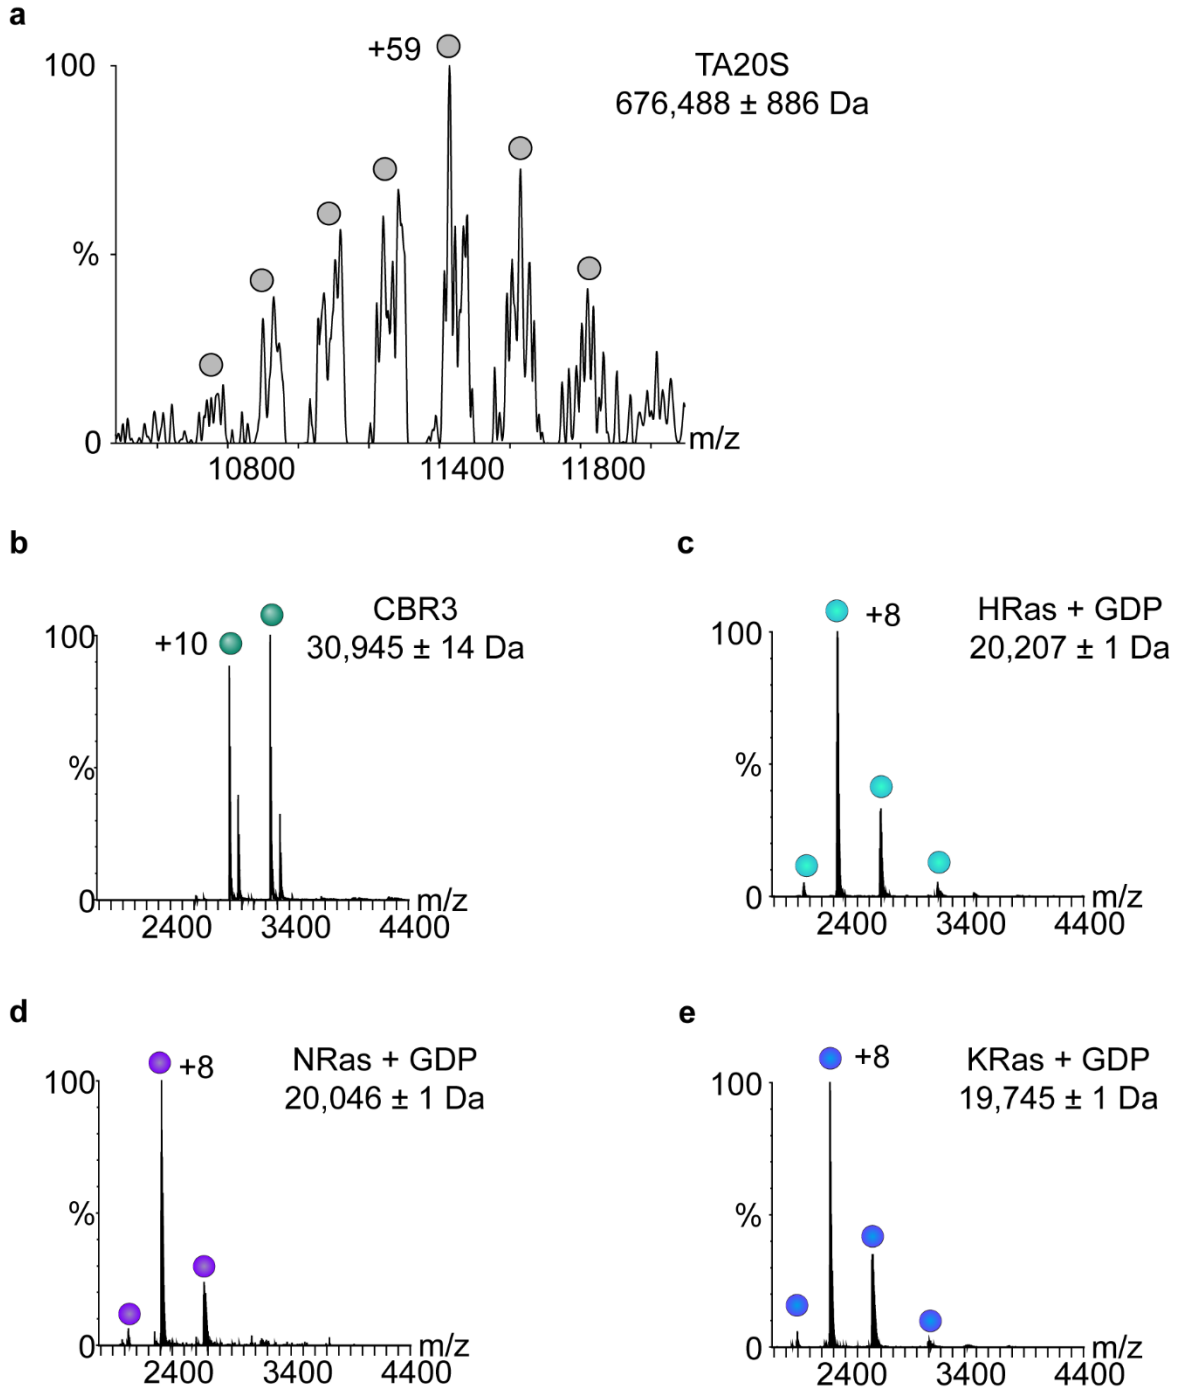 a
+59
TA20S
676,488 ± 886 Da
100
%
0
m/z
10800
11400
11800
b
CBR3
30,945 ± 14 Da
+10
100
%
0
m/z
2400
3400
4400
c
HRas + GDP
20,207 ± 1 Da
+8
100
%
0
m/z
2400
3400
4400
d
NRas + GDP
20,046 ± 1 Da
+8
100
%
0
m/z
2400
3400
4400
e
KRas + GDP
19,745 ± 1 Da
+8
100
%
0
m/z
2400
3400
4400